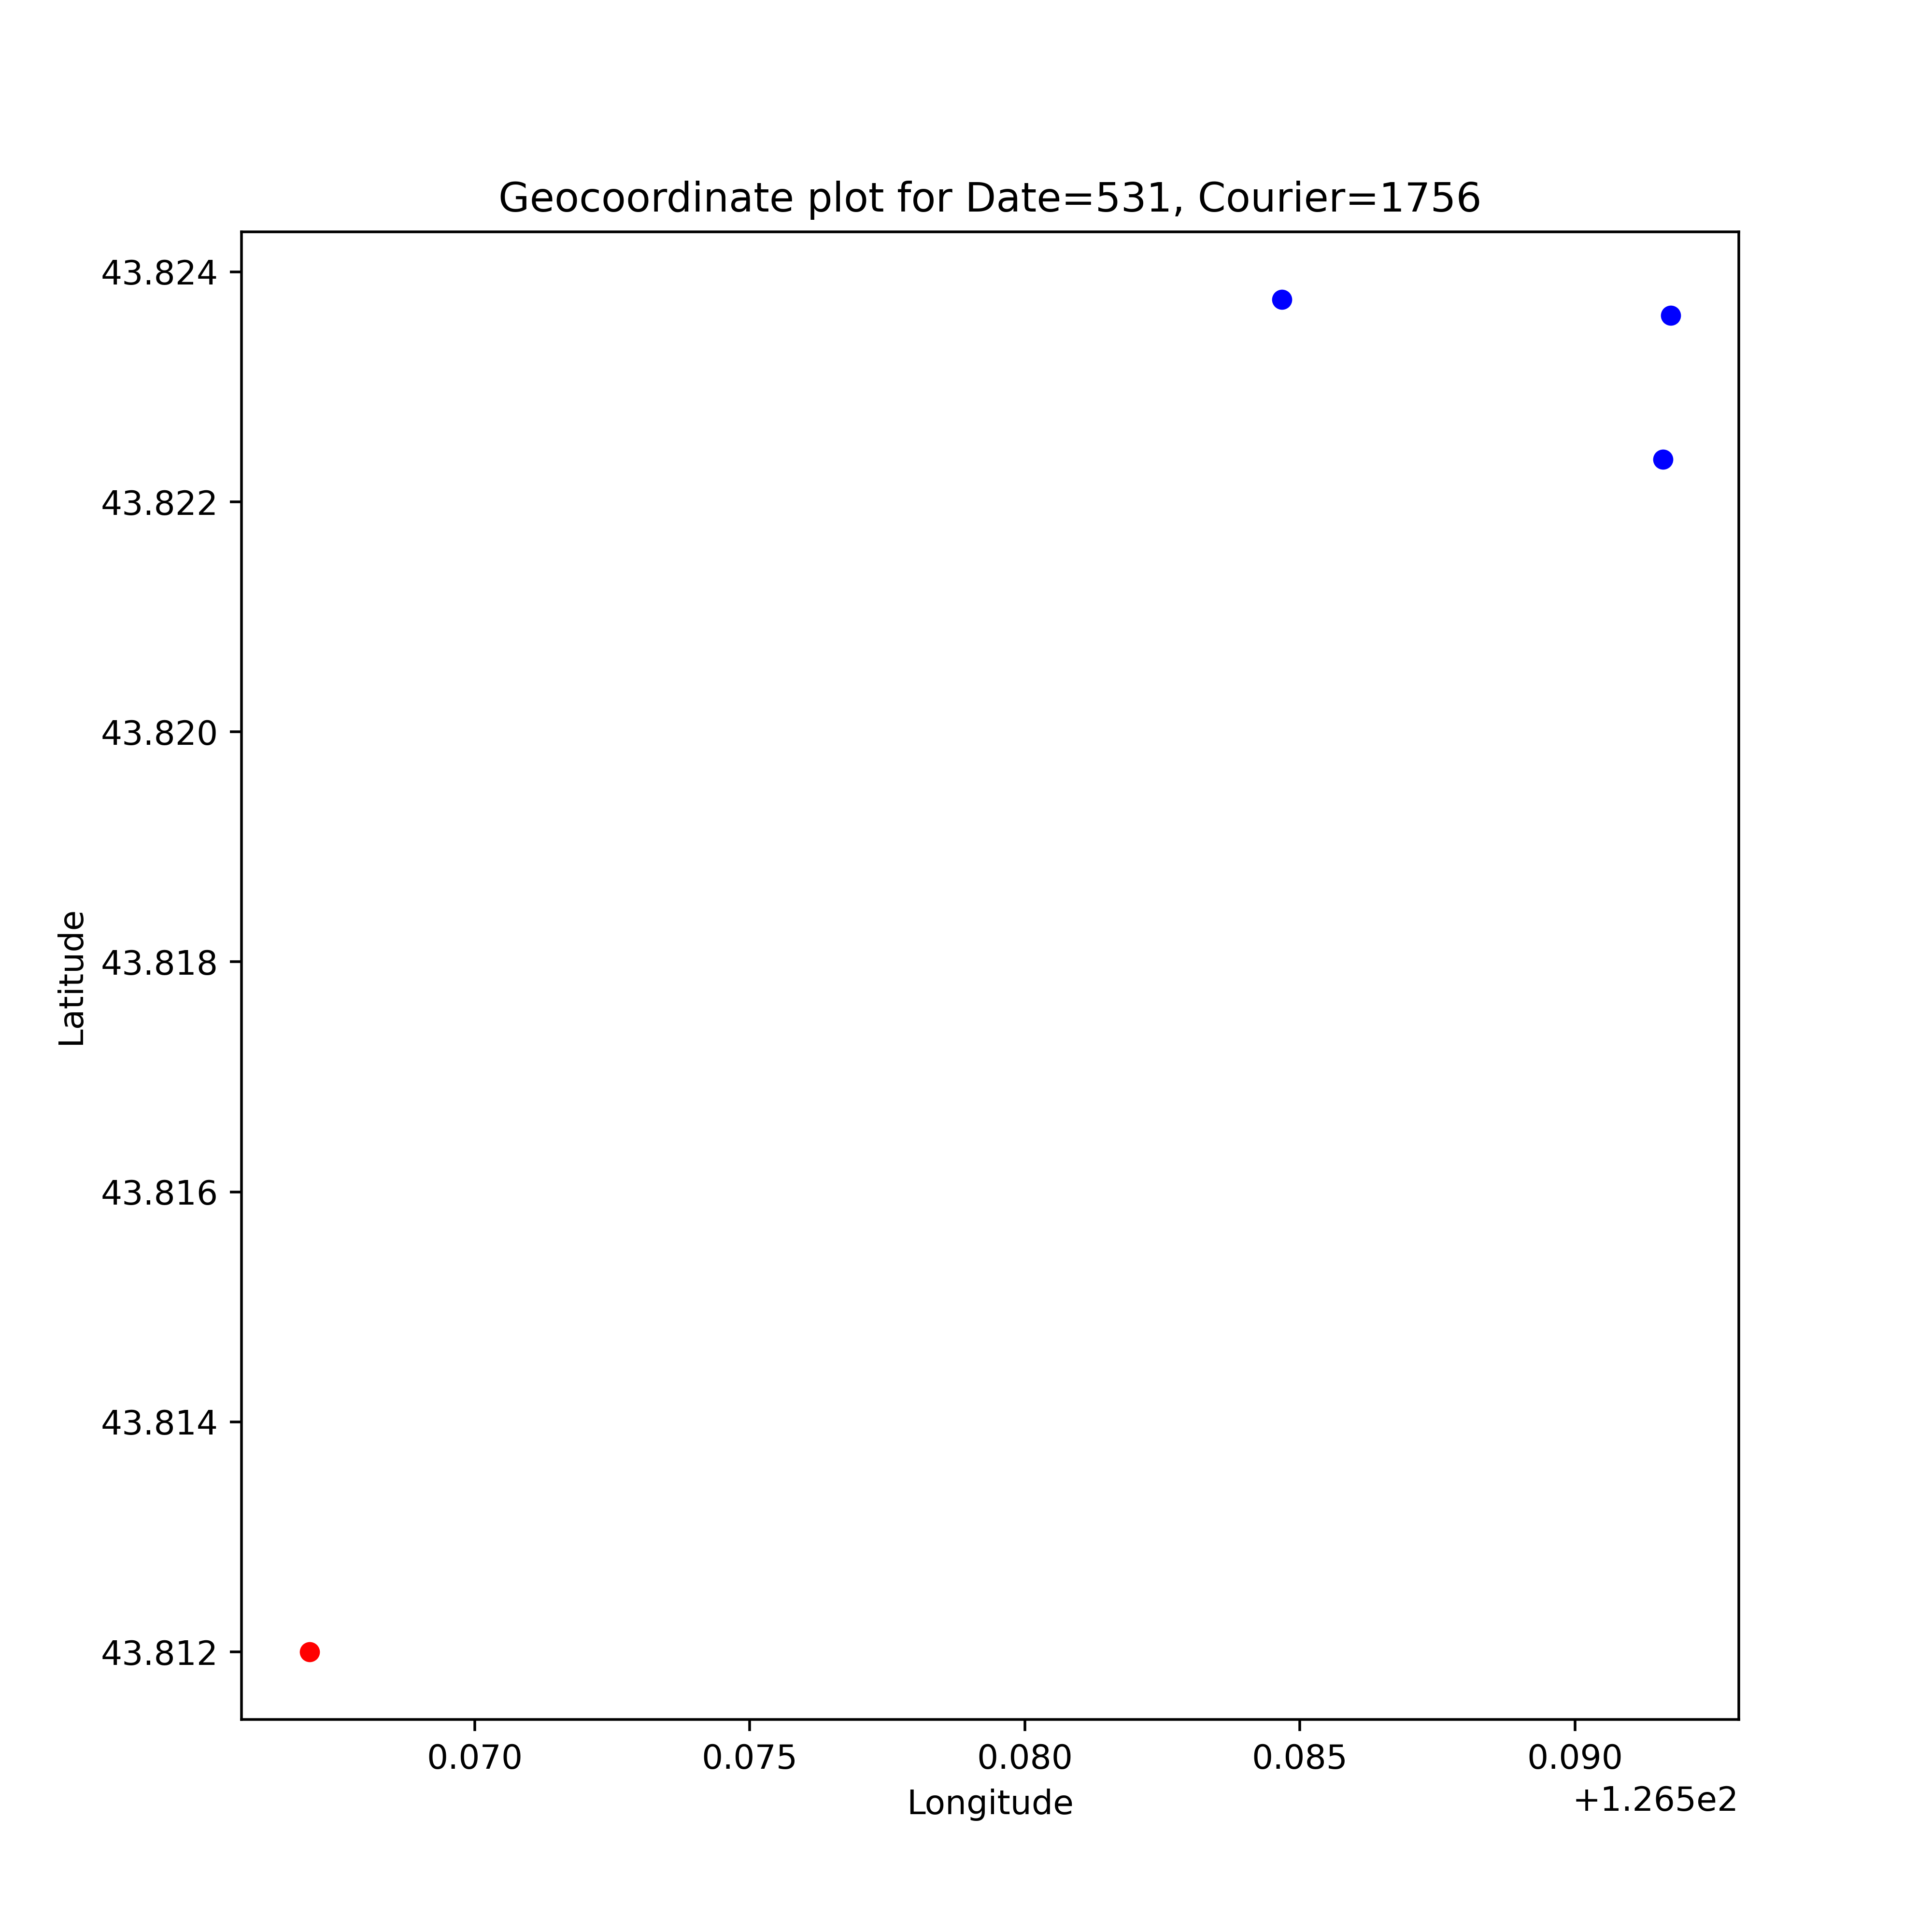 Geocoordinate plot for Date=531, Courier=1756
43.824
43.822
43.820
43.818
43.816
43.814
43.812
Latitude
0.070 0.075 0.080 0.085 0.090
+1.265e2
Longitude